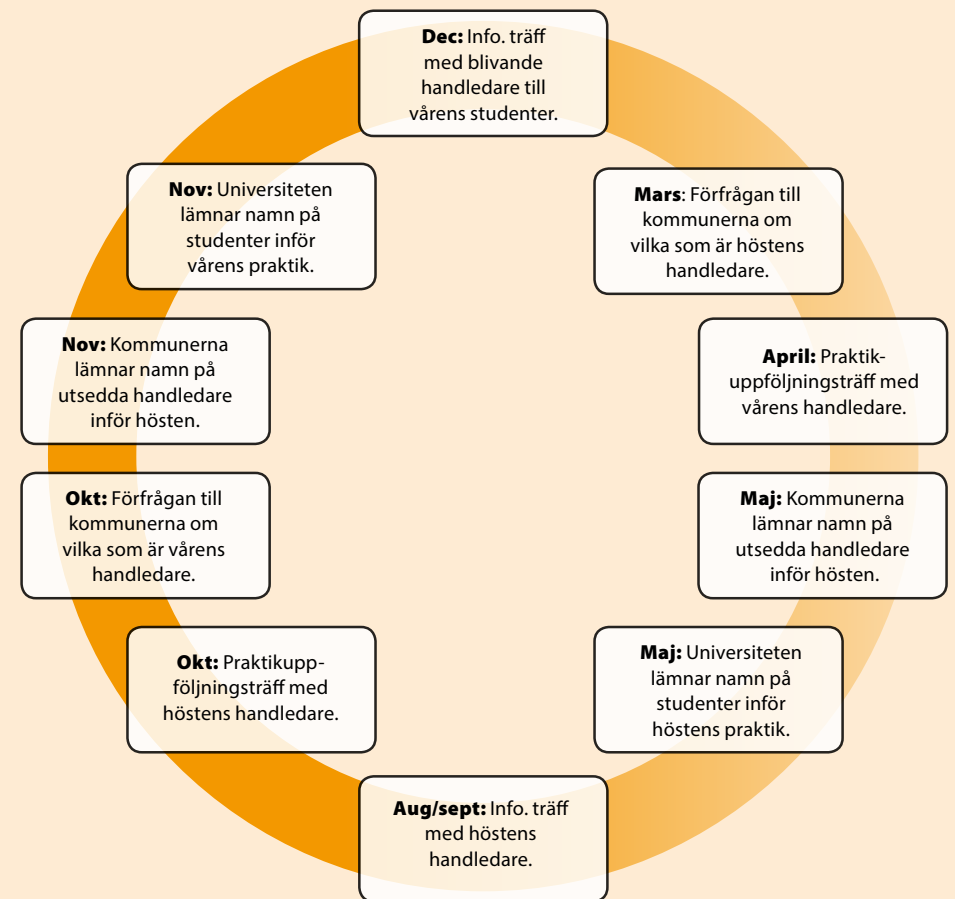 Dec: Info. träff
med blivande
handledare till
vårens studenter.
Mars: Förfrågan till
kommunerna om
vilka som är höstens
handledare.
April: Praktik-
uppföljningsträff med
vårens handledare.
Maj: Kommunerna
lämnar namn på
utsedda handledare
inför hösten.
Maj: Universiteten
lämnar namn på
studenter inför
höstens praktik.
Aug/sept: Info. träff
med höstens
handledare.
Okt: Praktikupp-
följningsträff med
höstens handledare.
Okt: Förfrågan till
kommunerna om
vilka som är vårens
handledare.
Nov: Kommunerna
lämnar namn på
utsedda handledare
inför hösten.
Nov: Universiteten
lämnar namn på
studenter inför
vårens praktik.